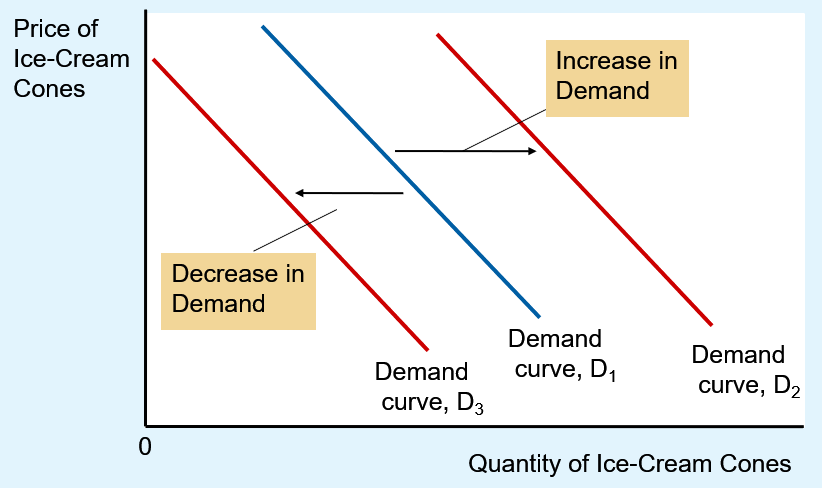 Price of
Ice-Cream
Cones
Increase in
Demand
Decrease in
Demand
Demand
curve, D₁
Demand
curve, D₂
Demand
curve, D₃
0
Quantity of Ice-Cream Cones